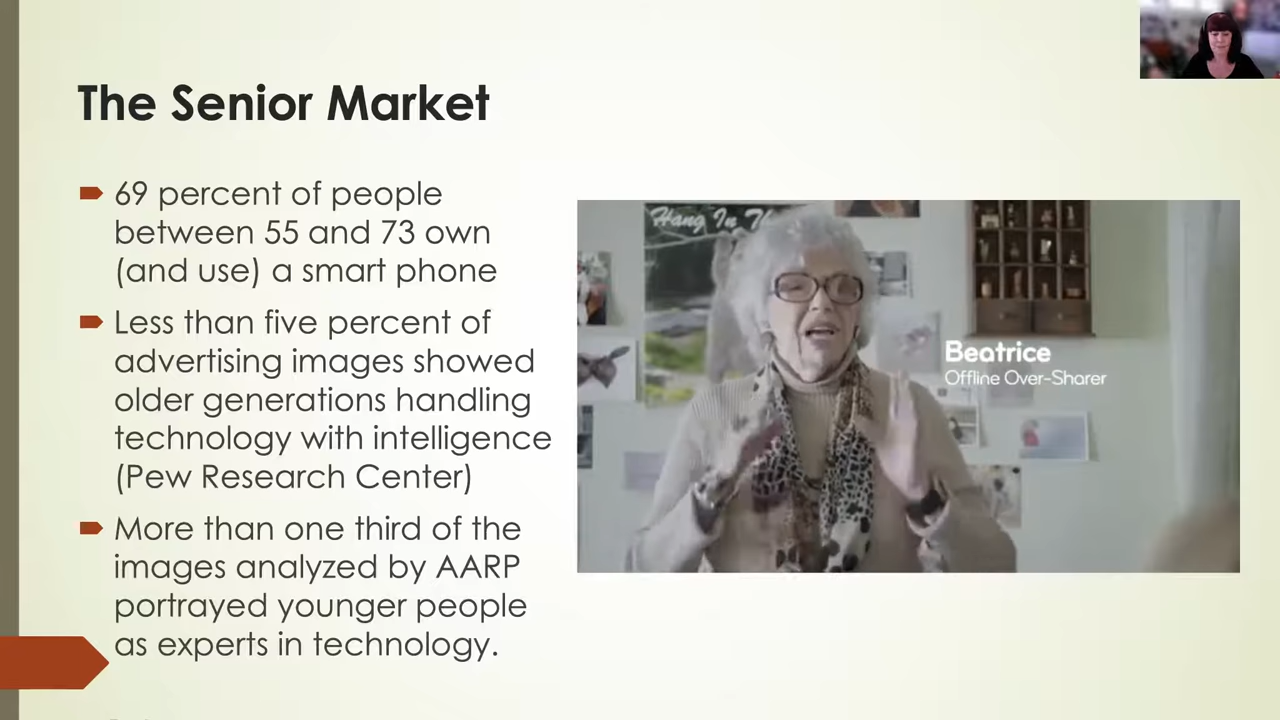 The Senior Market
69 percent of people
between 55 and 73 own
(and use) a smart phone
Less than five percent of
advertising images showed
older generations handling
technology with intelligence
(Pew Research Center)
More than one third of the
images analyzed by AARP
portrayed younger people
as experts in technology.
Hang In
Beatrice
Offline Over-Sharer